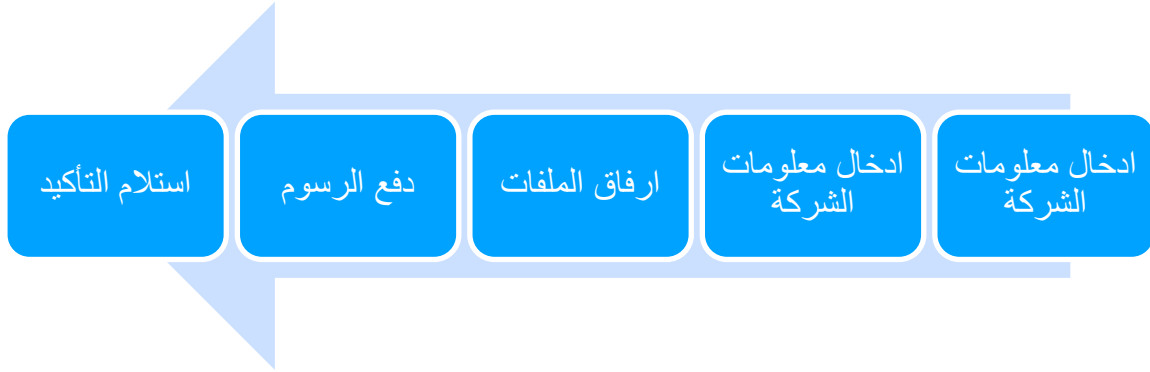 ادخال معلومات
الشركة
ادخال معلومات
الشركة
ارفاق الملفات
دفع الرسوم
استلام التأكيد